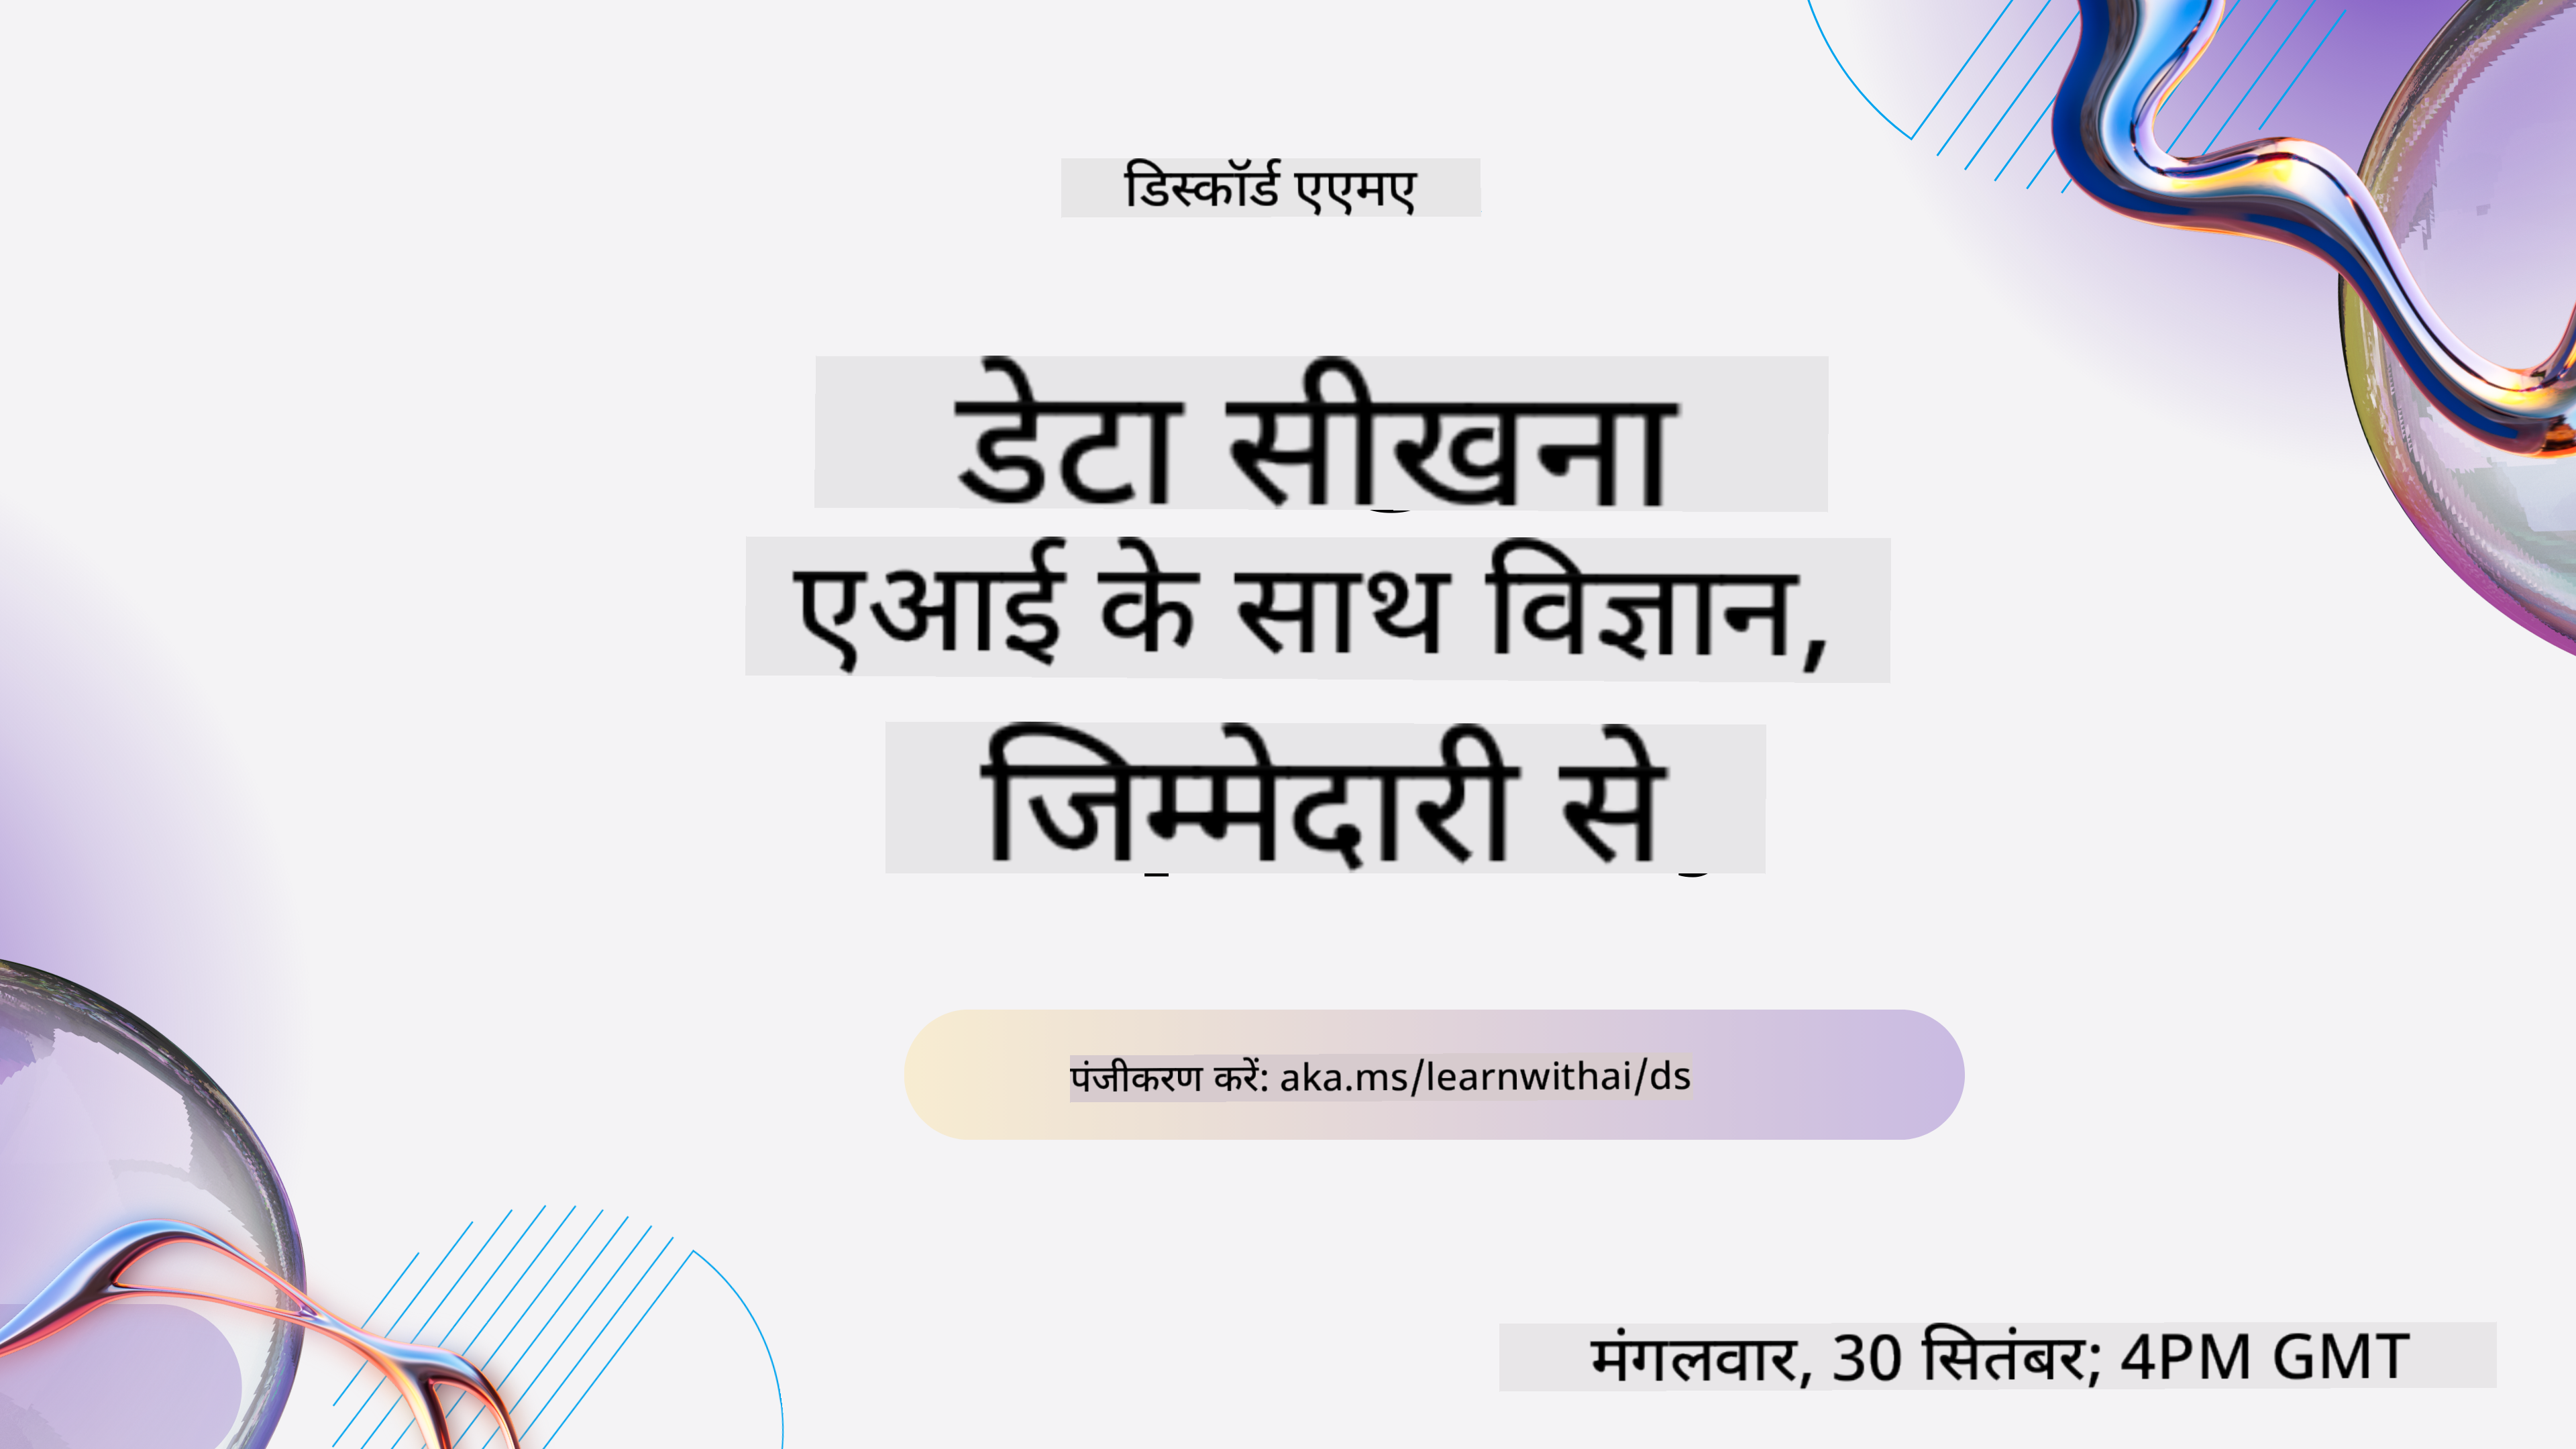 डिस्कॉर्ड एएमए
डेटा सीखना
एआई के साथ विज्ञान,
जिम्मेदारी से
पंजीकरण करें: aka.ms/learnwithai/ds
मंगलवार, 30 सितंबर; 4PM GMT